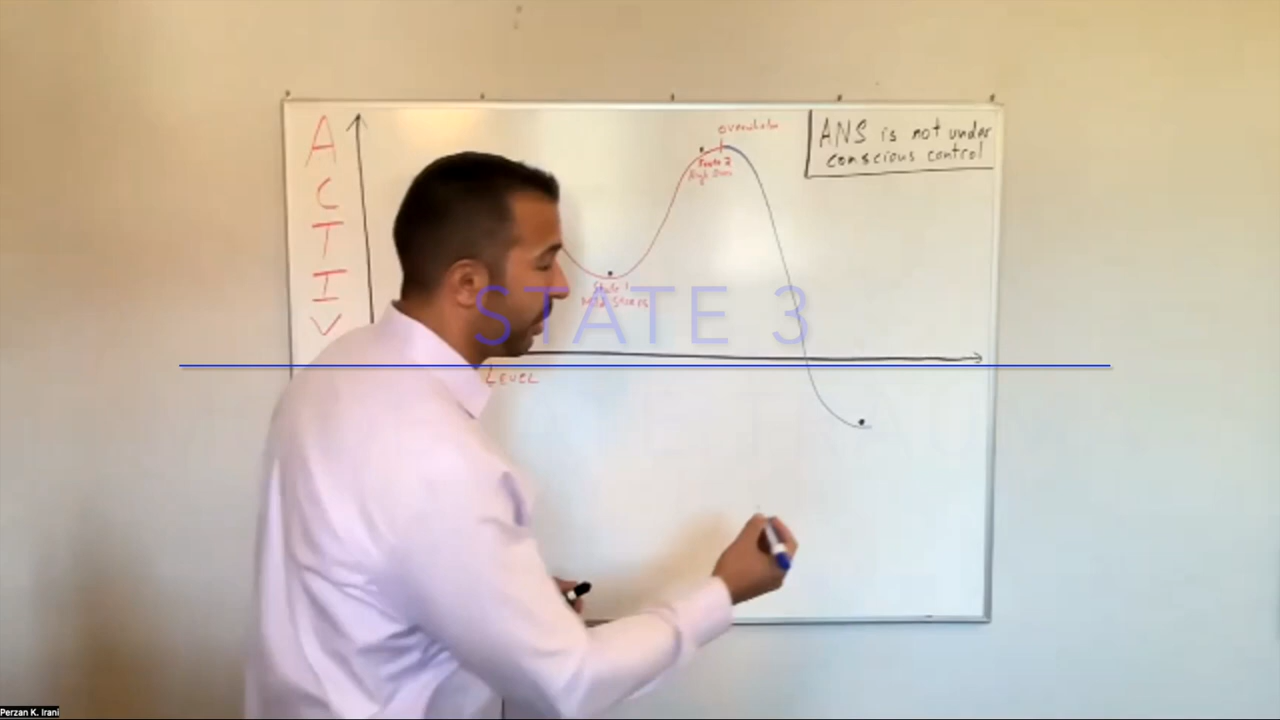 ACTIV
overwhelm
ANS is not under
conscious control
State 2
High Stress
State 1
Mild Stress
STATE 3
Level
Perzan K. Irani